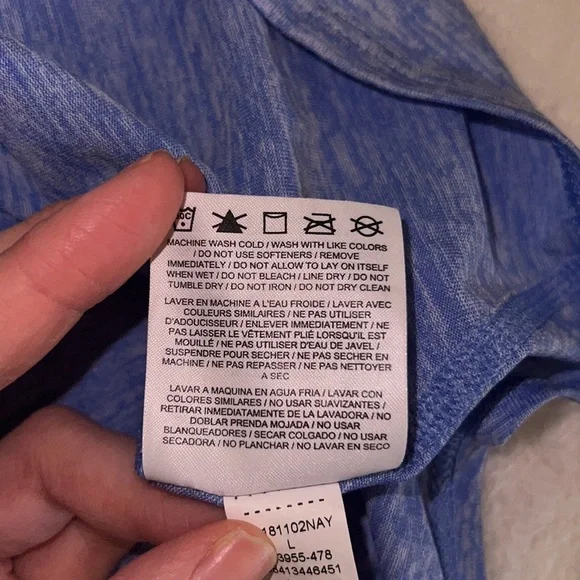 MACHINE WASH COLD / WASH WITH LIKE COLORS
/ DO NOT USE SOFTENERS / REMOVE
IMMEDIATELY / DO NOT ALLOW TO LAY ON ITSELF
WHEN WET / DO NOT BLEACH / LINE DRY / DO NOT
TUMBLE DRY / DO NOT IRON / DO NOT DRY CLEAN
LAVER EN MACHINE A L'EAU FROIDE / LAVER AVEC
COULEURS SIMILAIRES / NE PAS UTILISER
D'ADOUCISSEUR / ENLEVER IMMEDIATEMENT / NE
PAS LAISSER LE VÊTEMENT PLIÉ LORSQU'IL EST
MOUILLÉ / NE PAS UTILISER D'EAU DE JAVEL /
SUSPENDRE POUR SECHER / NE PAS SECHER EN
MACHINE / NE PAS REPASSER / NE PAS NETTOYER
A SEC
LAVAR A MAQUINA EN AGUA FRIA / LAVAR CON
COLORES SIMILARES / NO USAR SUAVIZANTES /
RETIRAR INMEDIATAMENTE DE LA LAVADORA / NO
DOBLAR PRENDA MOJADA / NO USAR
BLANQUEADORES / SECAR COLGADO / NO USAR
SECADORA / NO PLANCHAR / NO LAVAR EN SECO
181102NAY
L
3955-478
6413446451